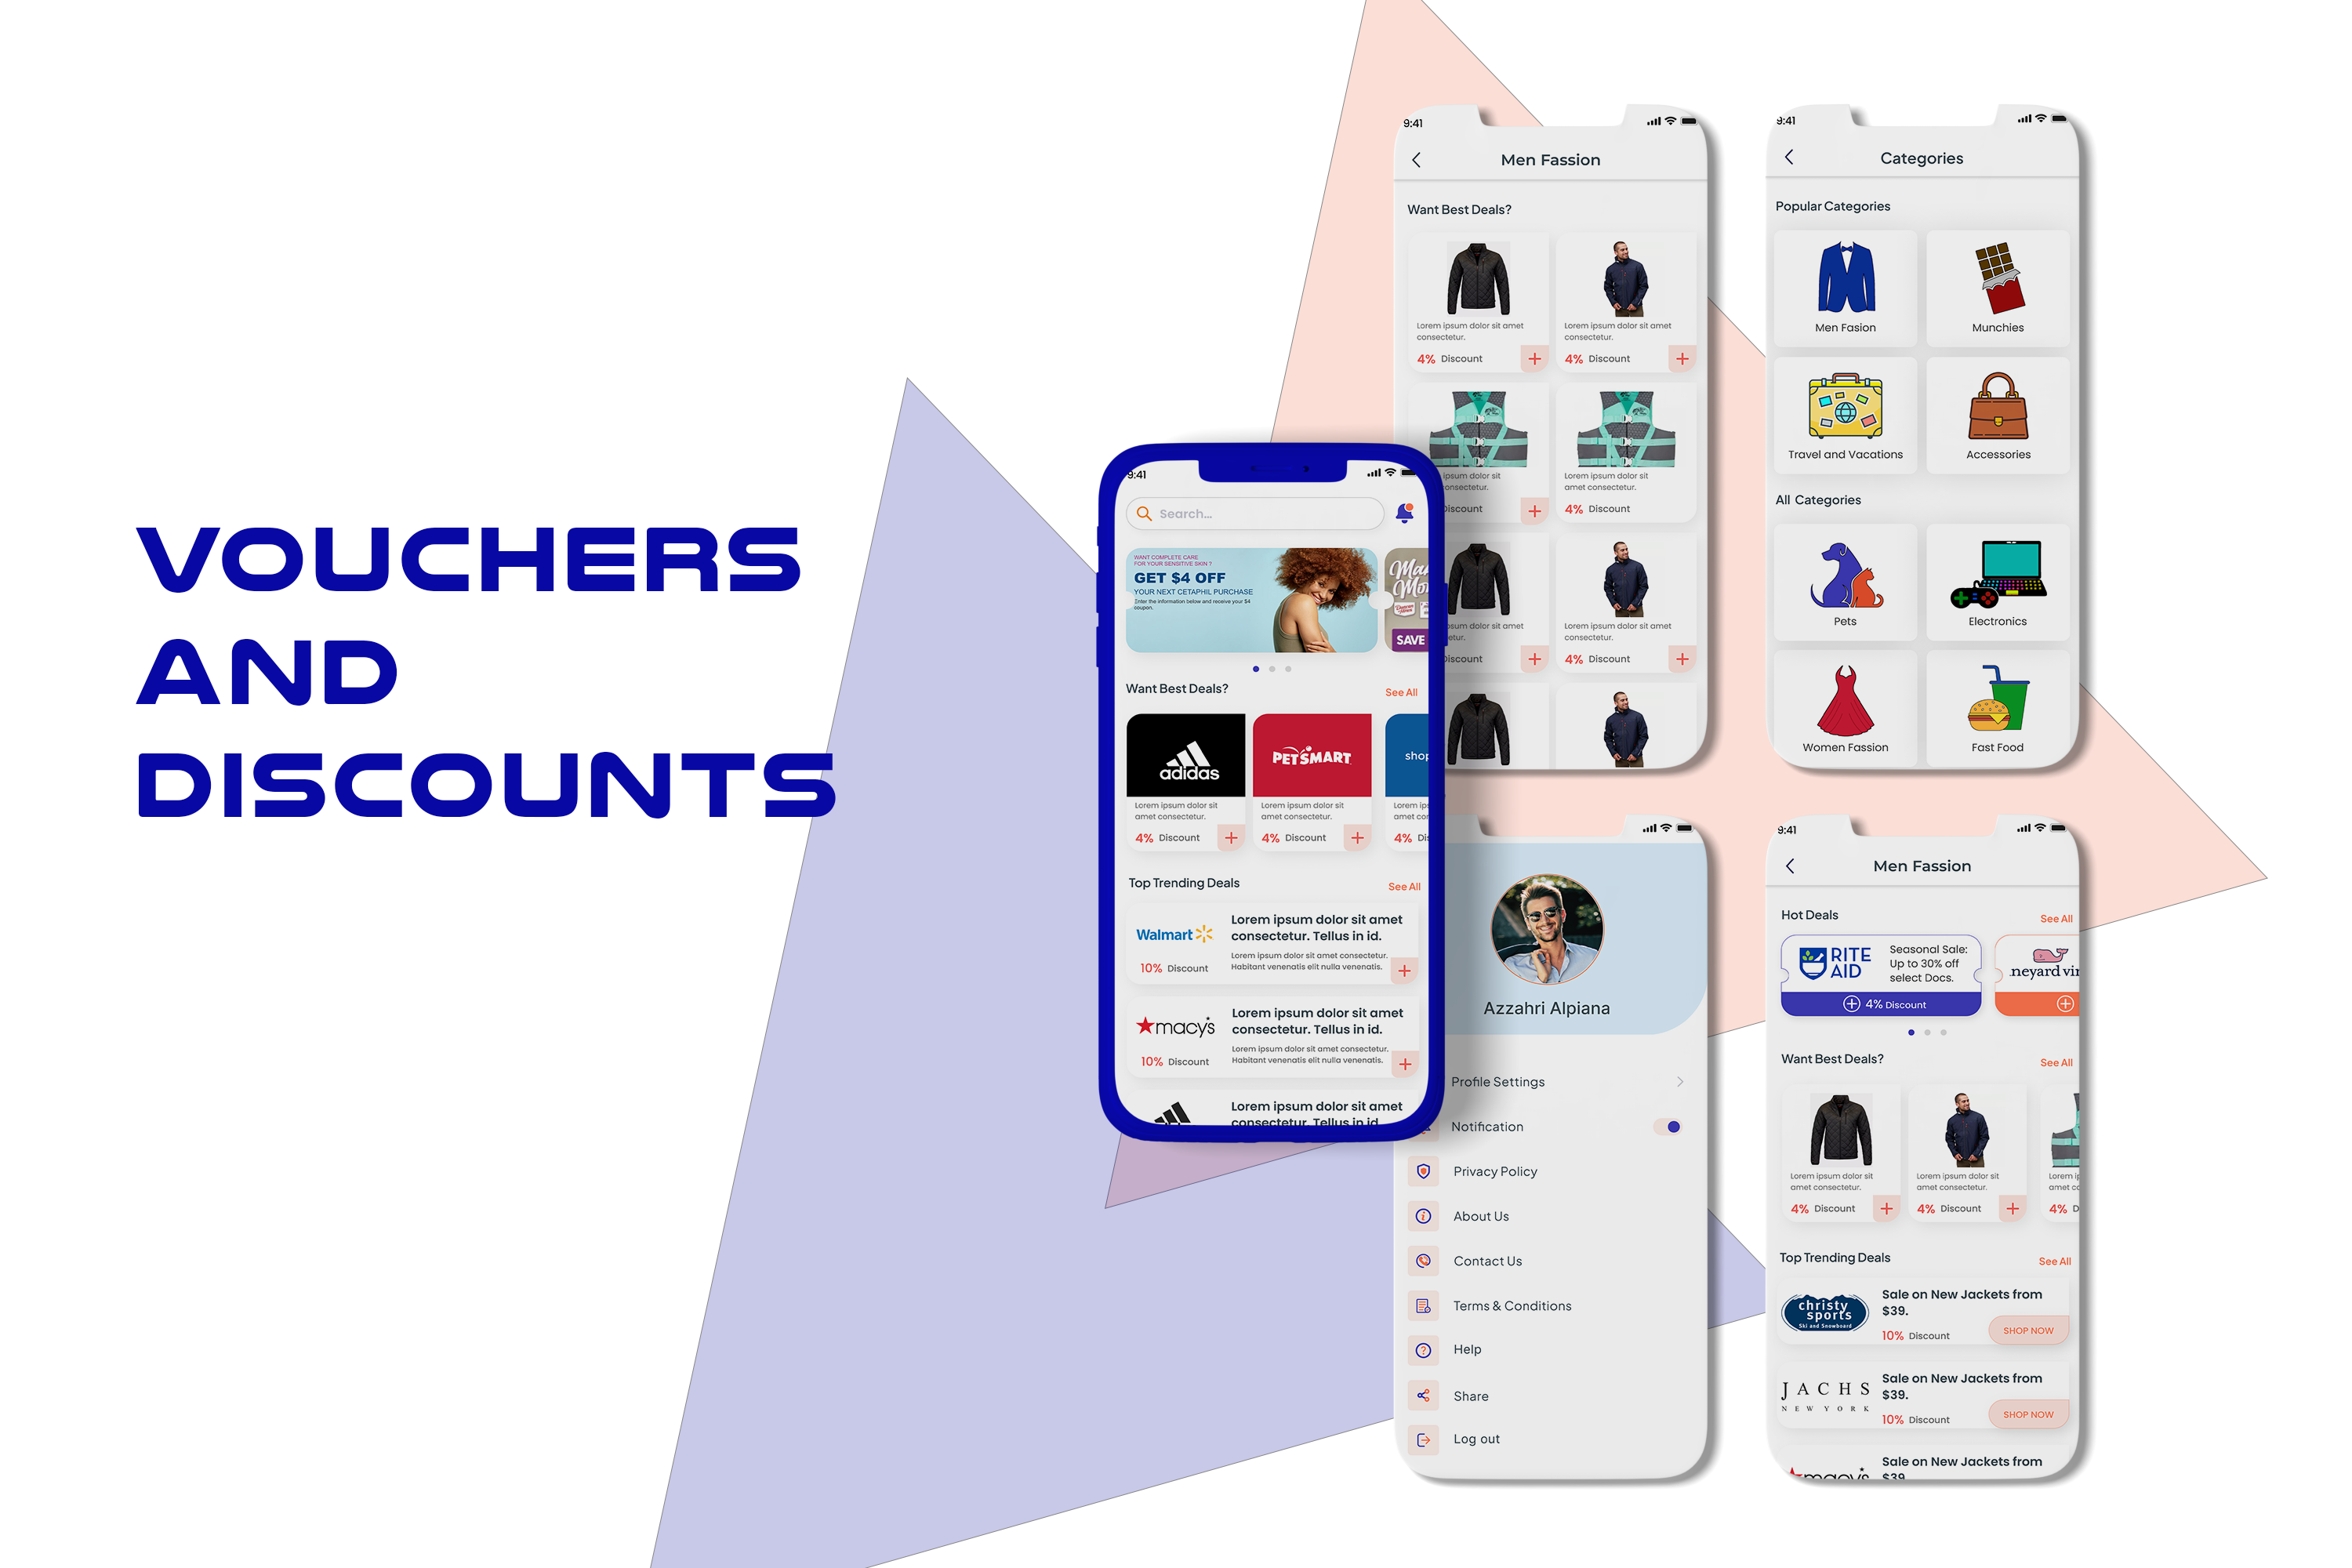 VOUCHERS
AND
DISCOUNTS
9:41
Search...
WANT COMPLETE CARE
FOR YOUR SENSITIVE SKIN ?
GET $4 OFF
YOUR NEXT CETAPHIL PURCHASE
Enter the information below and receive your $4
coupon.
SAVE
Want Best Deals?
See All
adidas
PETSMART
shop
Lorem ipsum dolor sit
amet consectetur.
4% Discount
Lorem ipsum dolor sit
amet consectetur.
4% Discount
4%
Top Trending Deals
See All
Walmart
10% Discount
Lorem ipsum dolor sit amet
consectetur. Tellus in id.
Lorem ipsum dolor sit amet consectetur.
Habitant venenatis elit nulla venenatis.
macy's
10% Discount
Lorem ipsum dolor sit amet
consectetur. Tellus in id.
Lorem ipsum dolor sit amet consectetur.
Habitant venenatis elit nulla venenatis.
Lorem ipsum dolor sit amet
consectetur. Tellus in id.
9:41
Men Fassion
Want Best Deals?
Lorem ipsum dolor sit amet
consectetur.
4% Discount
Lorem ipsum dolor sit amet
consectetur.
4% Discount
ipsum dolor sit
consectetur.
Discount
Lorem ipsum dolor sit
amet consectetur.
4% Discount
ipsum dolor sit amet
Discount
Lorem ipsum dolor sit amet
consectetur.
4% Discount
9:41
Categories
Popular Categories
Men Fasion
Munchies
Travel and Vacations
Accessories
All Categories
Pets
Electronics
Women Fassion
Fast Food
Azzahri Alpiana
Profile Settings
Notification
Privacy Policy
About Us
Contact Us
Terms & Conditions
Help
Share
Log out
9:41
Men Fassion
Hot Deals
See All
RITE
AID
Seasonal Sale:
Up to 30% off
select Docs.
4% Discount
neyard vin
Want Best Deals?
See All
Lorem ipsum dolor sit
amet consectetur.
4% Discount
Lorem ipsum dolor sit
amet consectetur.
4% Discount
Lorem ip
amet co
4% D
Top Trending Deals
See All
christy
sports
Ski and Snowboard
Sale on New Jackets from
$39.
10% Discount
SHOP NOW
JACHS
NEW YORK
Sale on New Jackets from
$39.
10% Discount
SHOP NOW
macy's
Sale on New Jackets from
$39